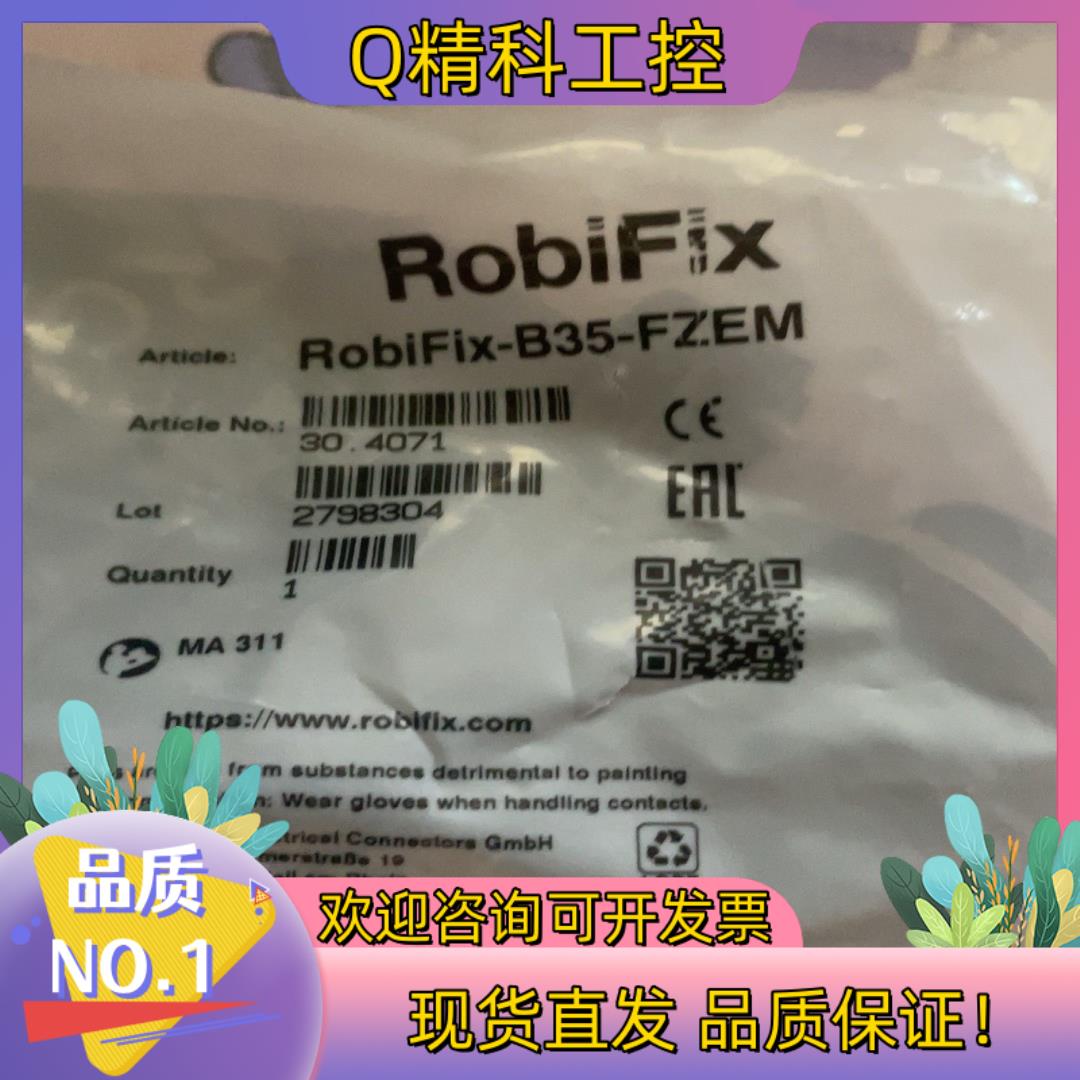 Q精科工控
RobiFix
Article: RobiFix-B35-FZEM
Article No.: 30.4071
CE
EAC
Lot 2798304
Quantity 1
MA 311
https://www.robifix.com
from substances detrimental to painting
Wear gloves when handling contacts.
Connectors GmbH
19
品质
NO.1
欢迎咨询可开发票
现货直发 品质保证!